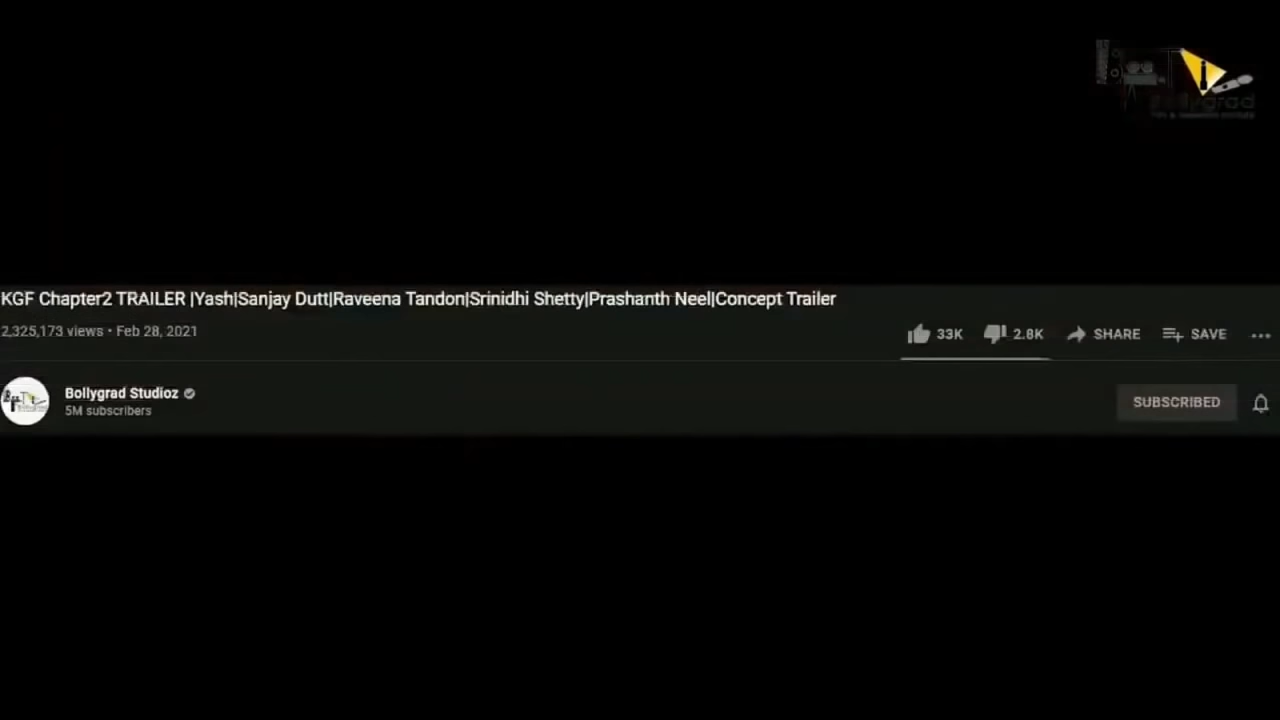 KGF Chapter2 TRAILER |Yash|Sanjay Dutt|Raveena Tandon|Srinidhi Shetty|Prashanth Neel|Concept Trailer
2,325,173 views • Feb 28, 2021
33K 2.8K SHARE SAVE
Bollygrad Studioz
5M subscribers
SUBSCRIBED